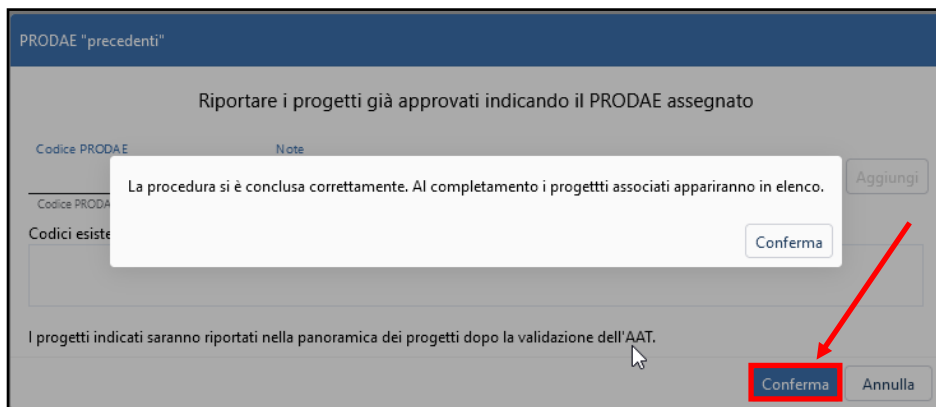 PRODAE "precedenti"
Riportare i progetti già approvati indicando il PRODAE assegnato
Codice PRODAE Note
La procedura si è conclusa correttamente. Al completamento i progettti associati appariranno in elenco.
Aggiungi
Codice PRODA
Codici esiste
Conferma
I progetti indicati saranno riportati nella panoramica dei progetti dopo la validazione dell'AAT.
Conferma Annulla